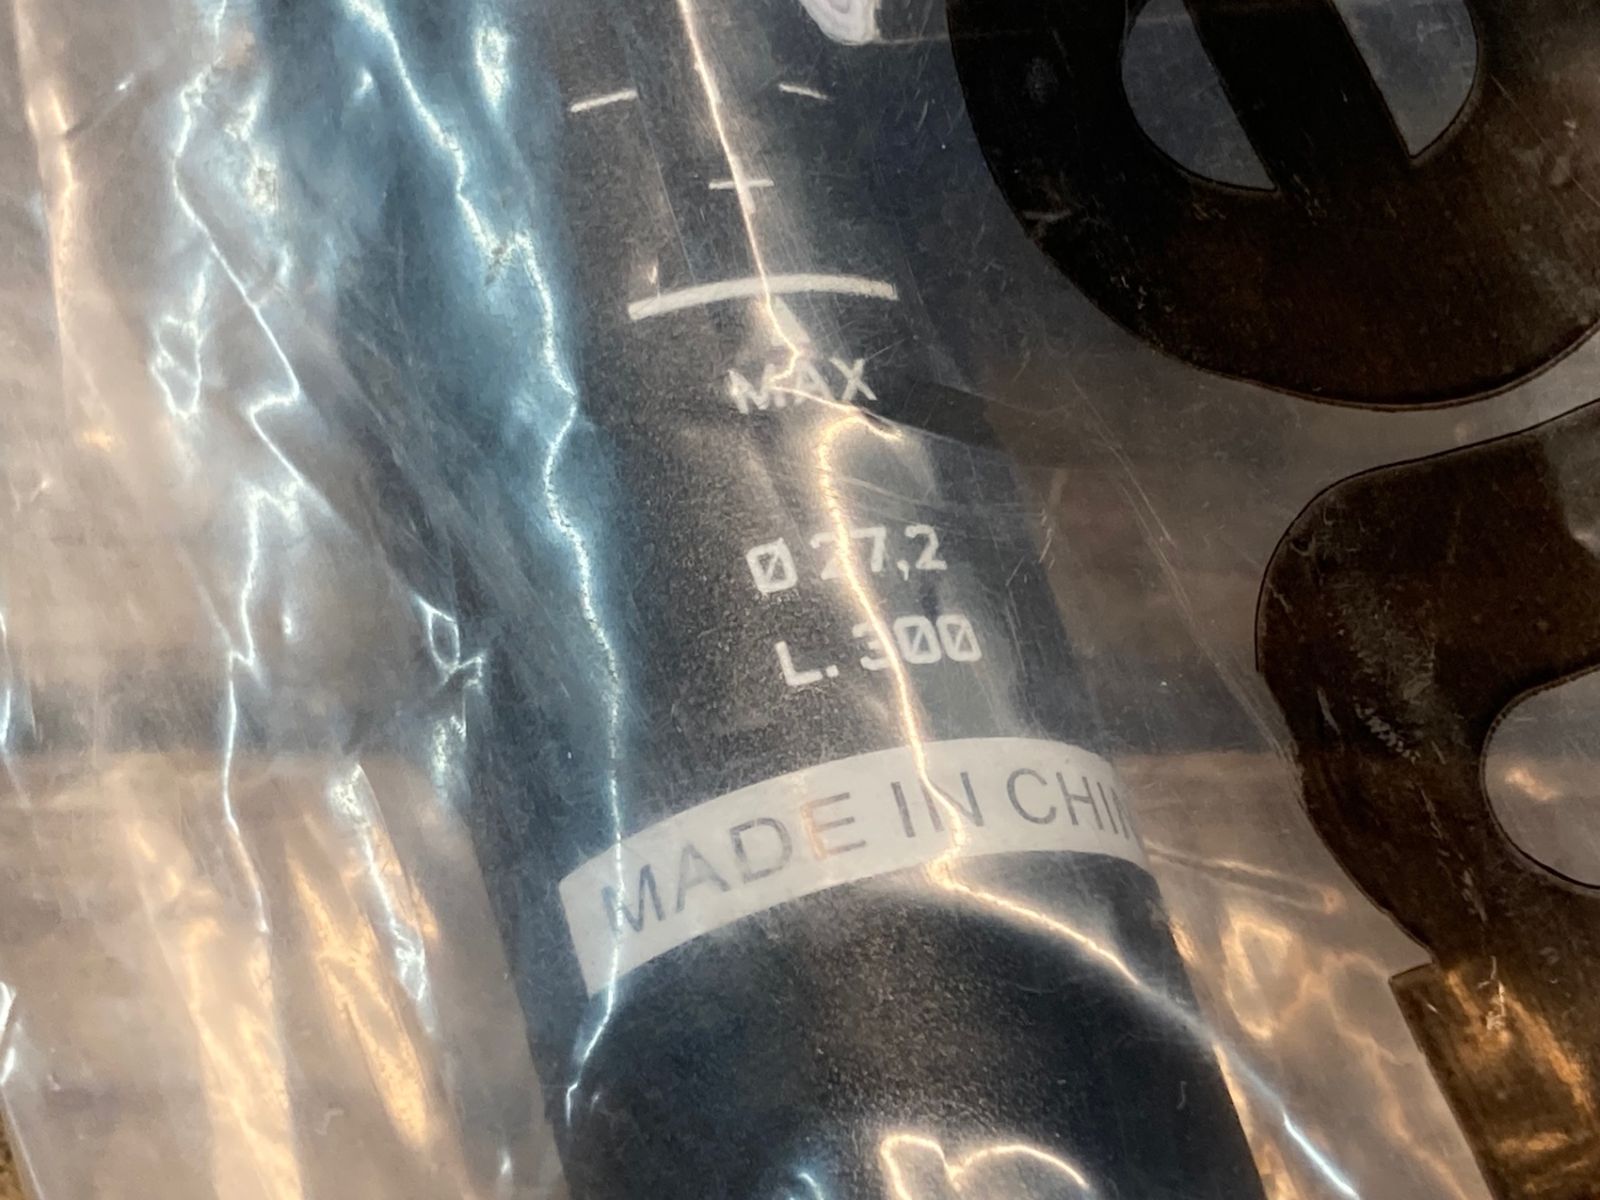 MAX
Ø 27,2
L. 300
MADE IN CHIN